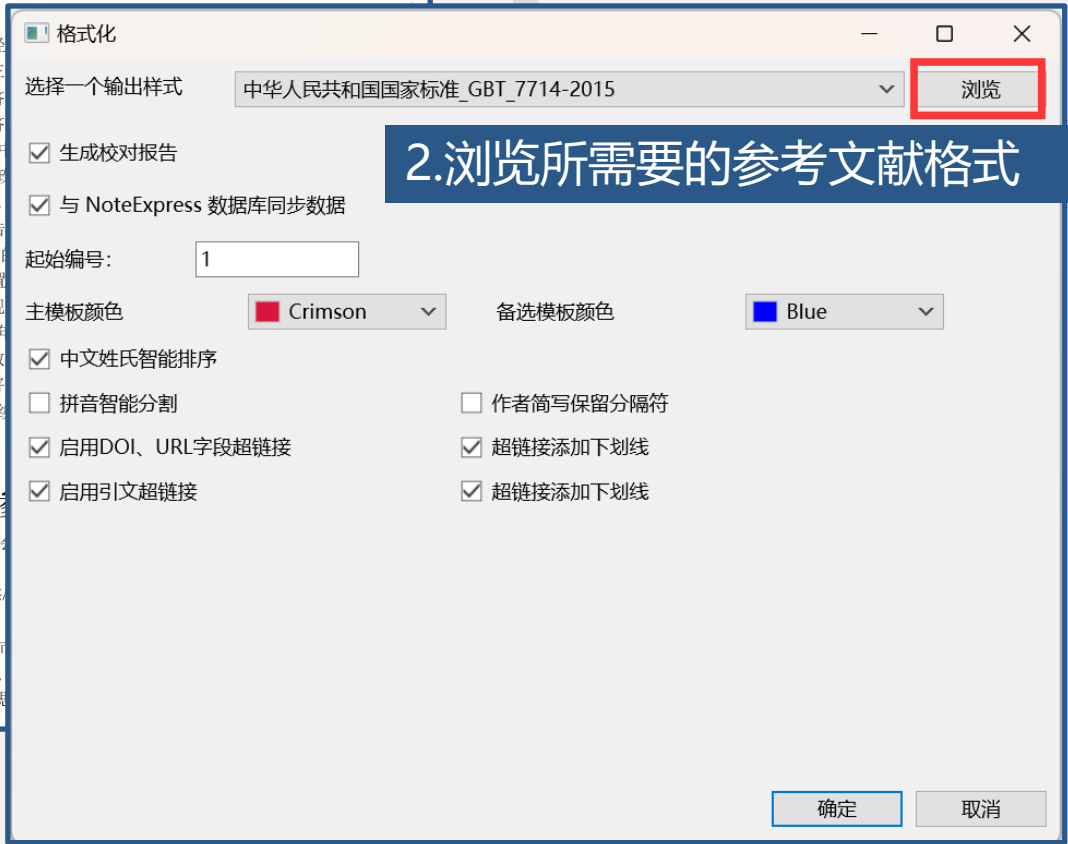 格式化
选择一个输出样式 中华人民共和国国家标准_GBT_7714-2015 浏览
2.浏览所需要的参考文献格式
生成校对报告
与 NoteExpress 数据库同步数据
起始编号： 1
主模板颜色 Crimson 备选模板颜色 Blue
中文姓氏智能排序
拼音智能分割 作者简写保留分隔符
启用DOI、URL字段超链接 超链接添加下划线
启用引文超链接 超链接添加下划线
确定 取消